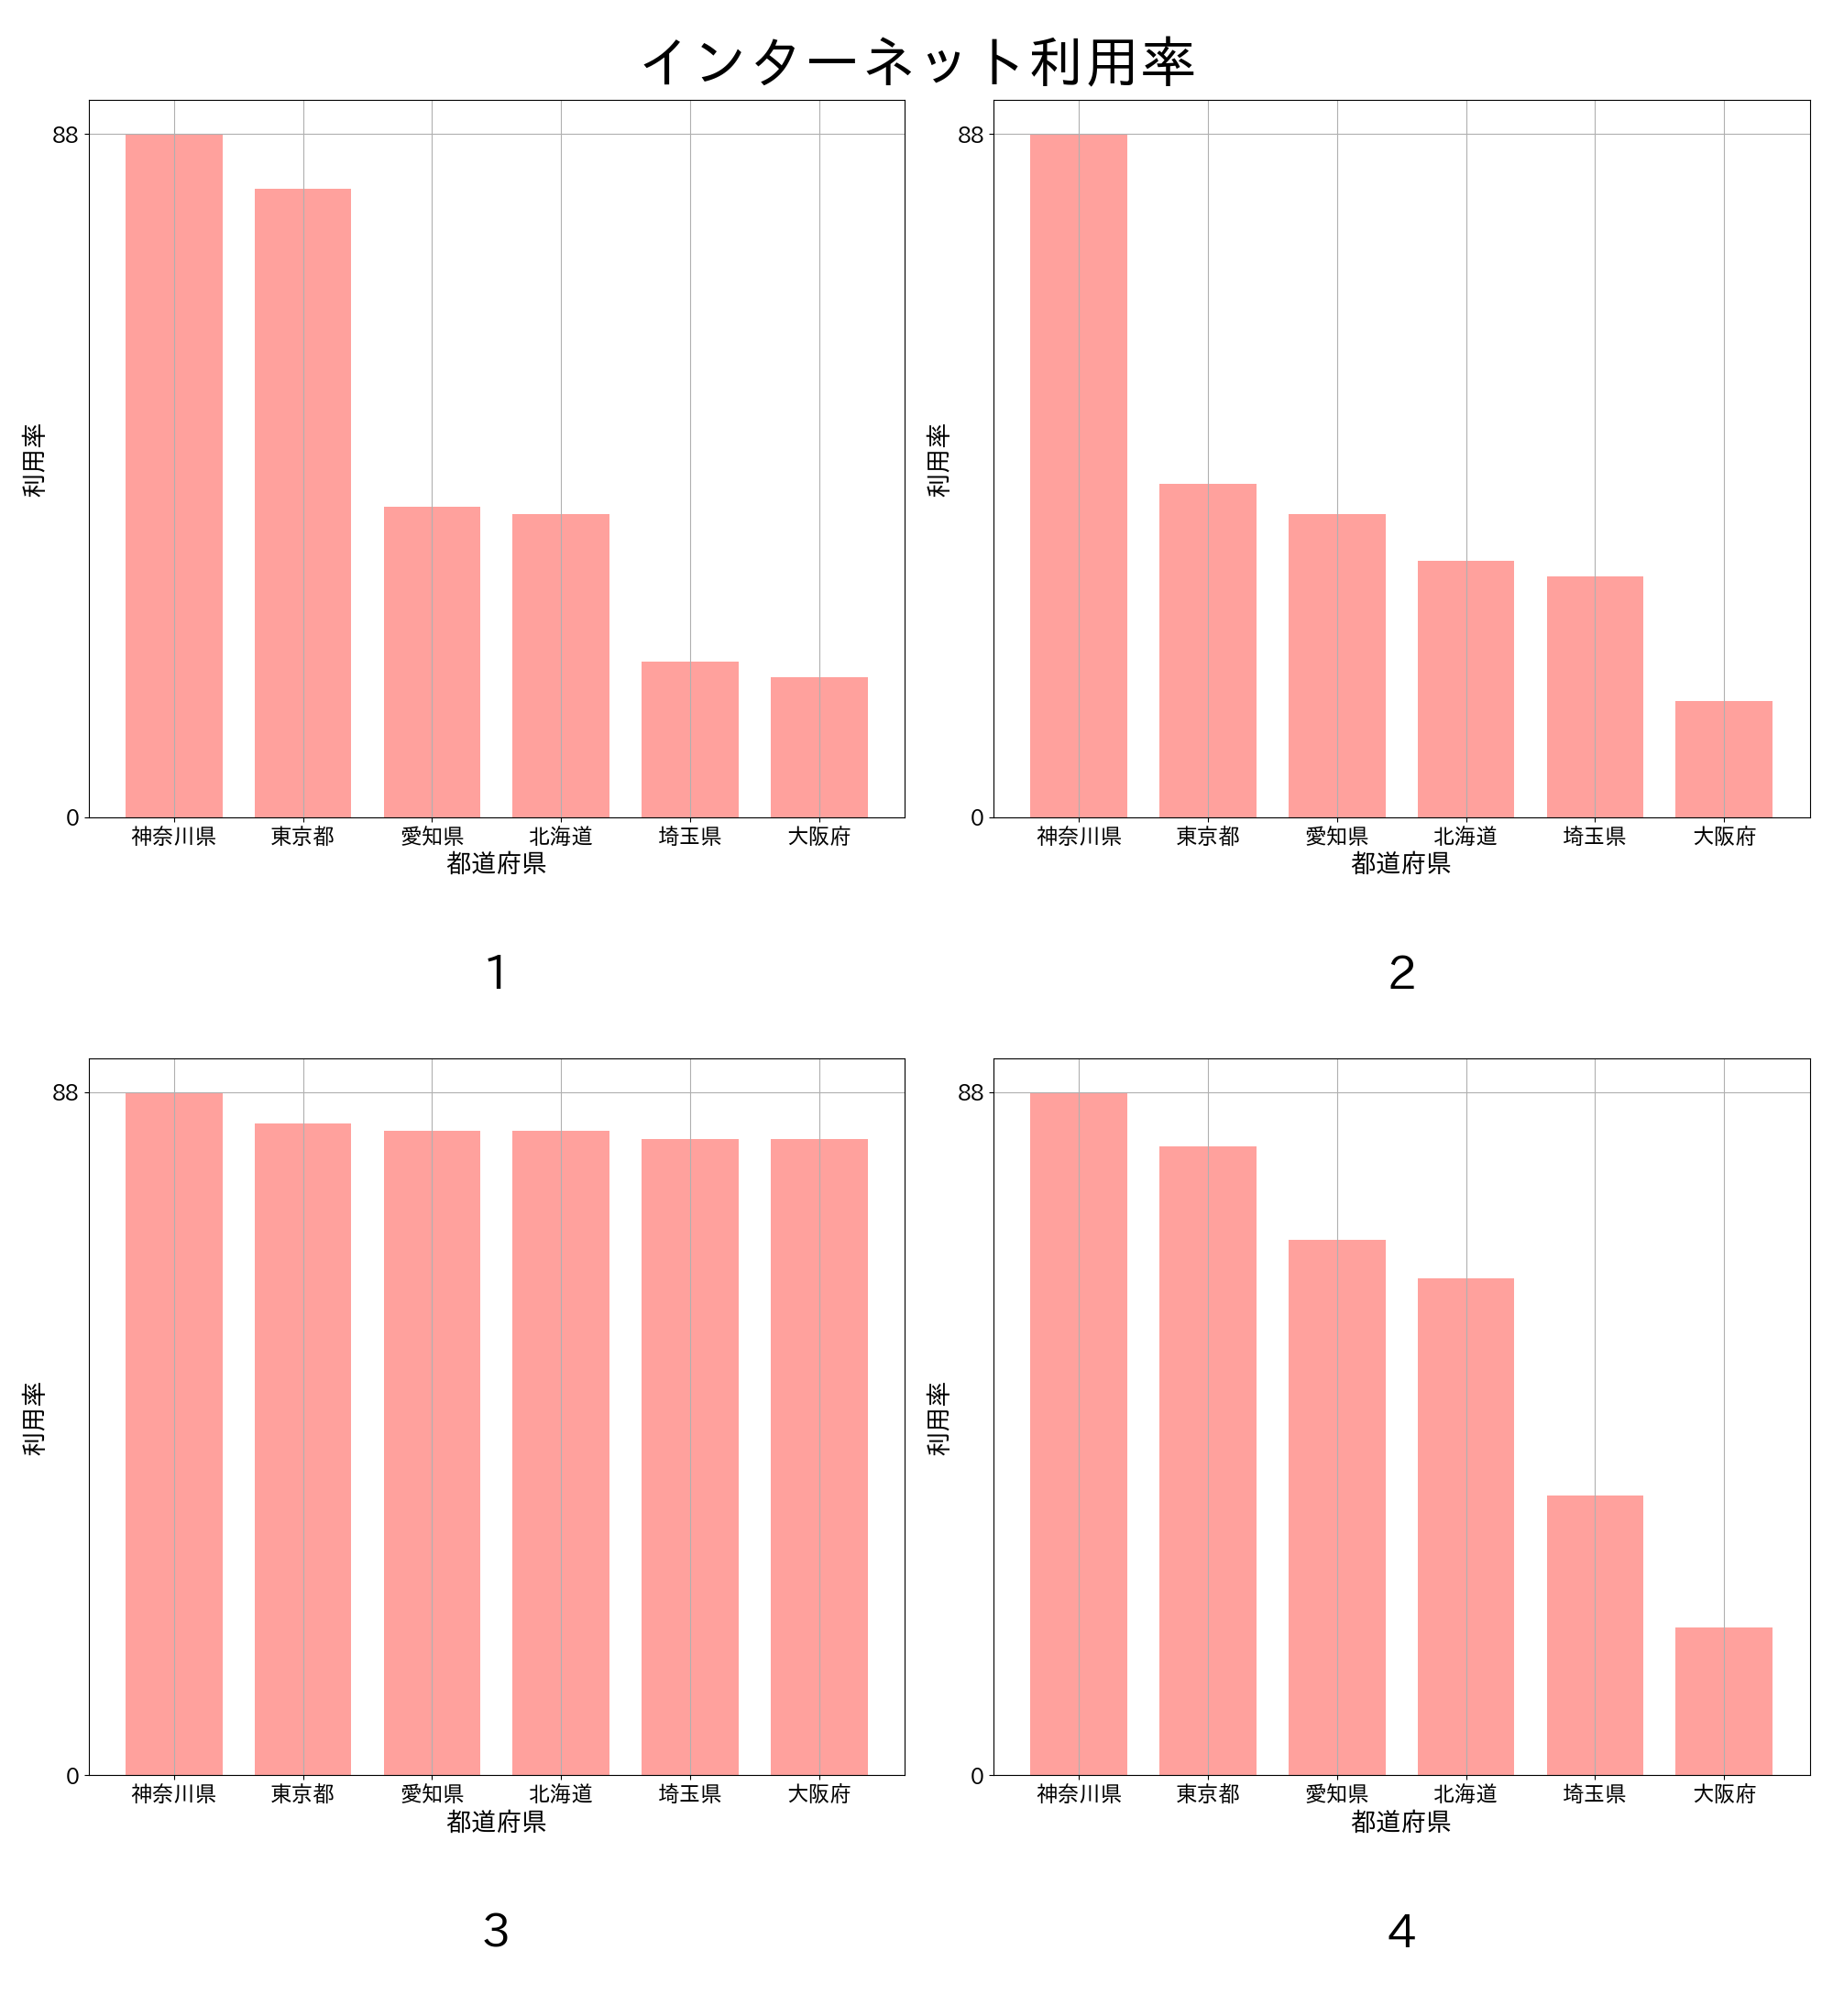 インターネット利用率
88
0
利用率
神奈川県 東京都 愛知県 北海道 埼玉県 大阪府
都道府県
1
88
0
利用率
神奈川県 東京都 愛知県 北海道 埼玉県 大阪府
都道府県
2
88
0
利用率
神奈川県 東京都 愛知県 北海道 埼玉県 大阪府
都道府県
3
88
0
利用率
神奈川県 東京都 愛知県 北海道 埼玉県 大阪府
都道府県
4